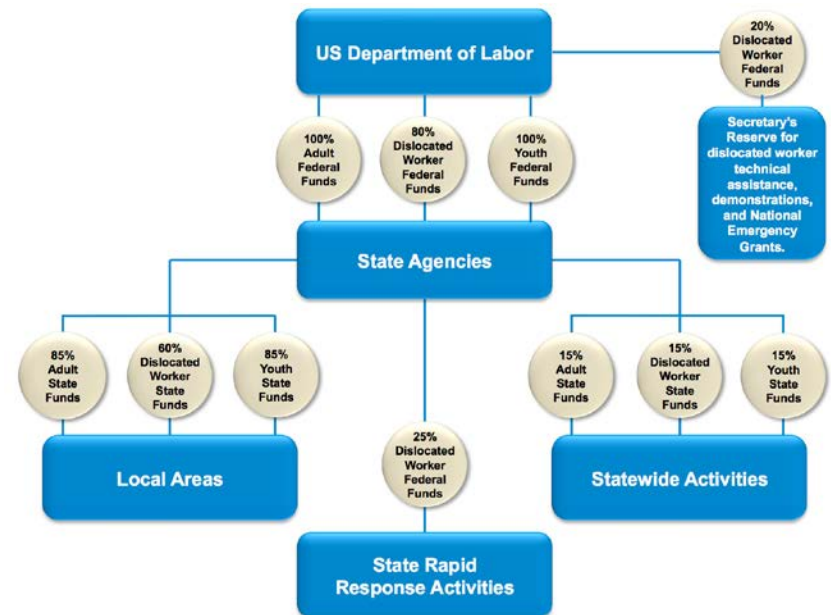 US Department of Labor
20%
Dislocated
Worker
Federal
Funds
100%
Adult
Federal
Funds
80%
Dislocated
Worker
Federal
Funds
100%
Youth
Federal
Funds
Secretary's
Reserve for
dislocated worker
technical
assistance,
demonstrations,
and National
Emergency
Grants.
State Agencies
85%
Adult
State
Funds
60%
Dislocated
Worker
State
Funds
85%
Youth
State
Funds
15%
Adult
State
Funds
15%
Dislocated
Worker
State
Funds
15%
Youth
State
Funds
Local Areas
25%
Dislocated
Worker
Federal
Funds
Statewide Activities
State Rapid
Response Activities